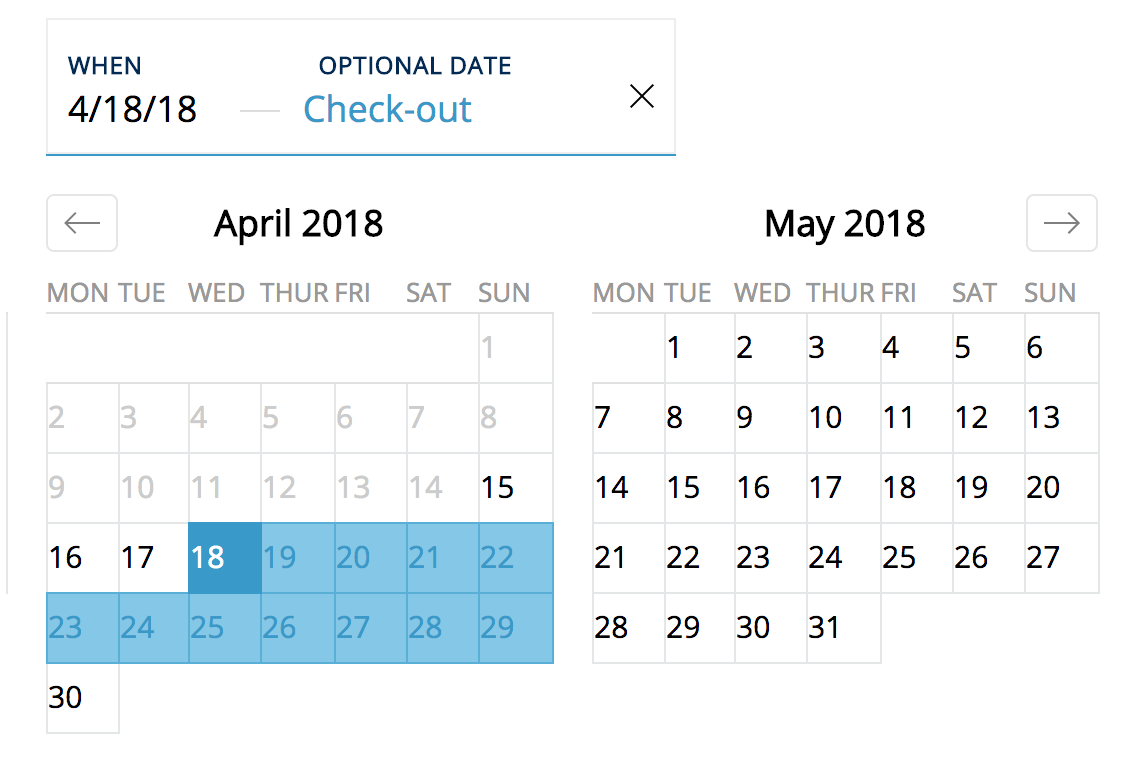 WHEN OPTIONAL DATE
4/18/18 Check-out
April 2018
MON TUE WED THUR FRI SAT SUN
1
2 3 4 5 6 7 8
9 10 11 12 13 14 15
16 17 18 19 20 21 22
23 24 25 26 27 28 29
30
May 2018
MON TUE WED THUR FRI SAT SUN
1 2 3 4 5 6
7 8 9 10 11 12 13
14 15 16 17 18 19 20
21 22 23 24 25 26 27
28 29 30 31